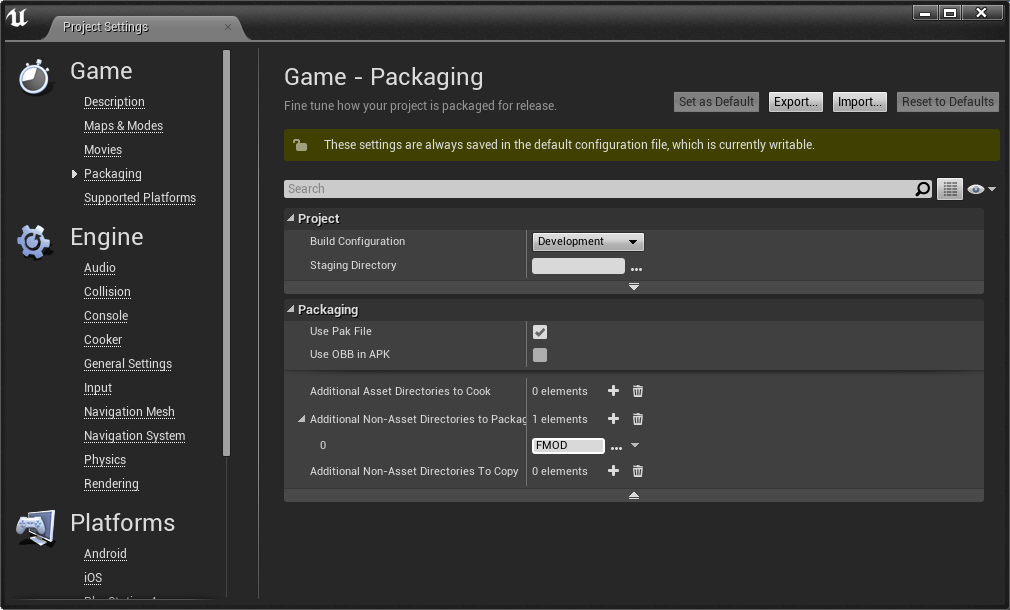 Project Settings
Game
Description
Maps & Modes
Movies
Packaging
Supported Platforms
Engine
Audio
Collision
Console
Cooker
General Settings
Input
Navigation Mesh
Navigation System
Physics
Rendering
Platforms
Android
iOS
Game - Packaging
Fine tune how your project is packaged for release.
Set as Default
Export...
Import...
Reset to Defaults
These settings are always saved in the default configuration file, which is currently writable.
Search
Project
Build Configuration
Development
Staging Directory
...
Packaging
Use Pak File
Use OBB in APK
Additional Asset Directories to Cook
0 elements
Additional Non-Asset Directories to Packag
1 elements
0
FMOD
...
Additional Non-Asset Directories To Copy
0 elements